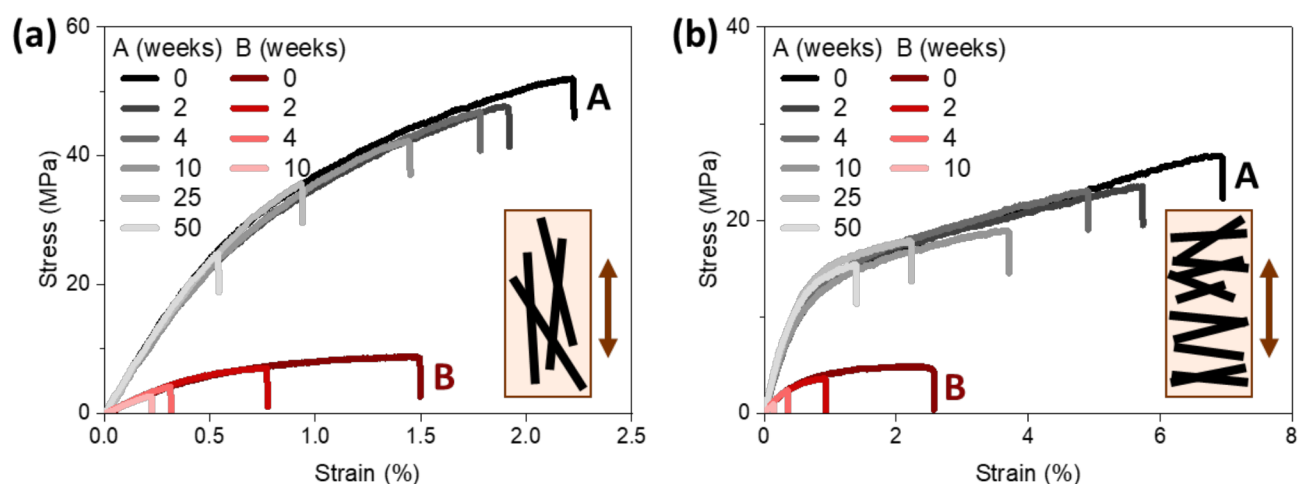 (a)
60
40
20
0
Stress (MPa)
A (weeks) B (weeks)
0 0
2 2
4 4
10 10
25
50
A
B
0.0 0.5 1.0 1.5 2.0 2.5
Strain (%)
(b)
40
20
0
Stress (MPa)
A (weeks) B (weeks)
0 0
2 2
4 4
10 10
25
50
A
B
0 2 4 6 8
Strain (%)